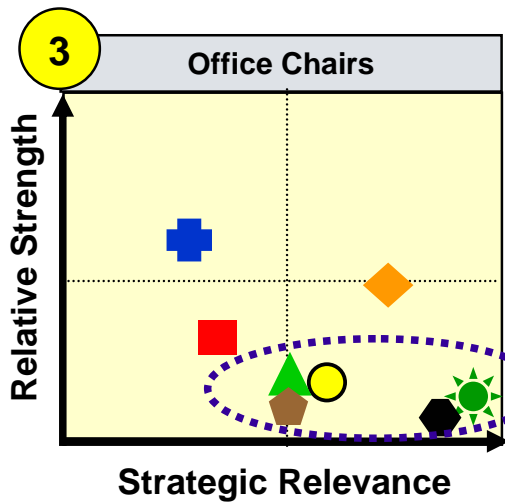 3
Office Chairs
Relative Strength
Strategic Relevance